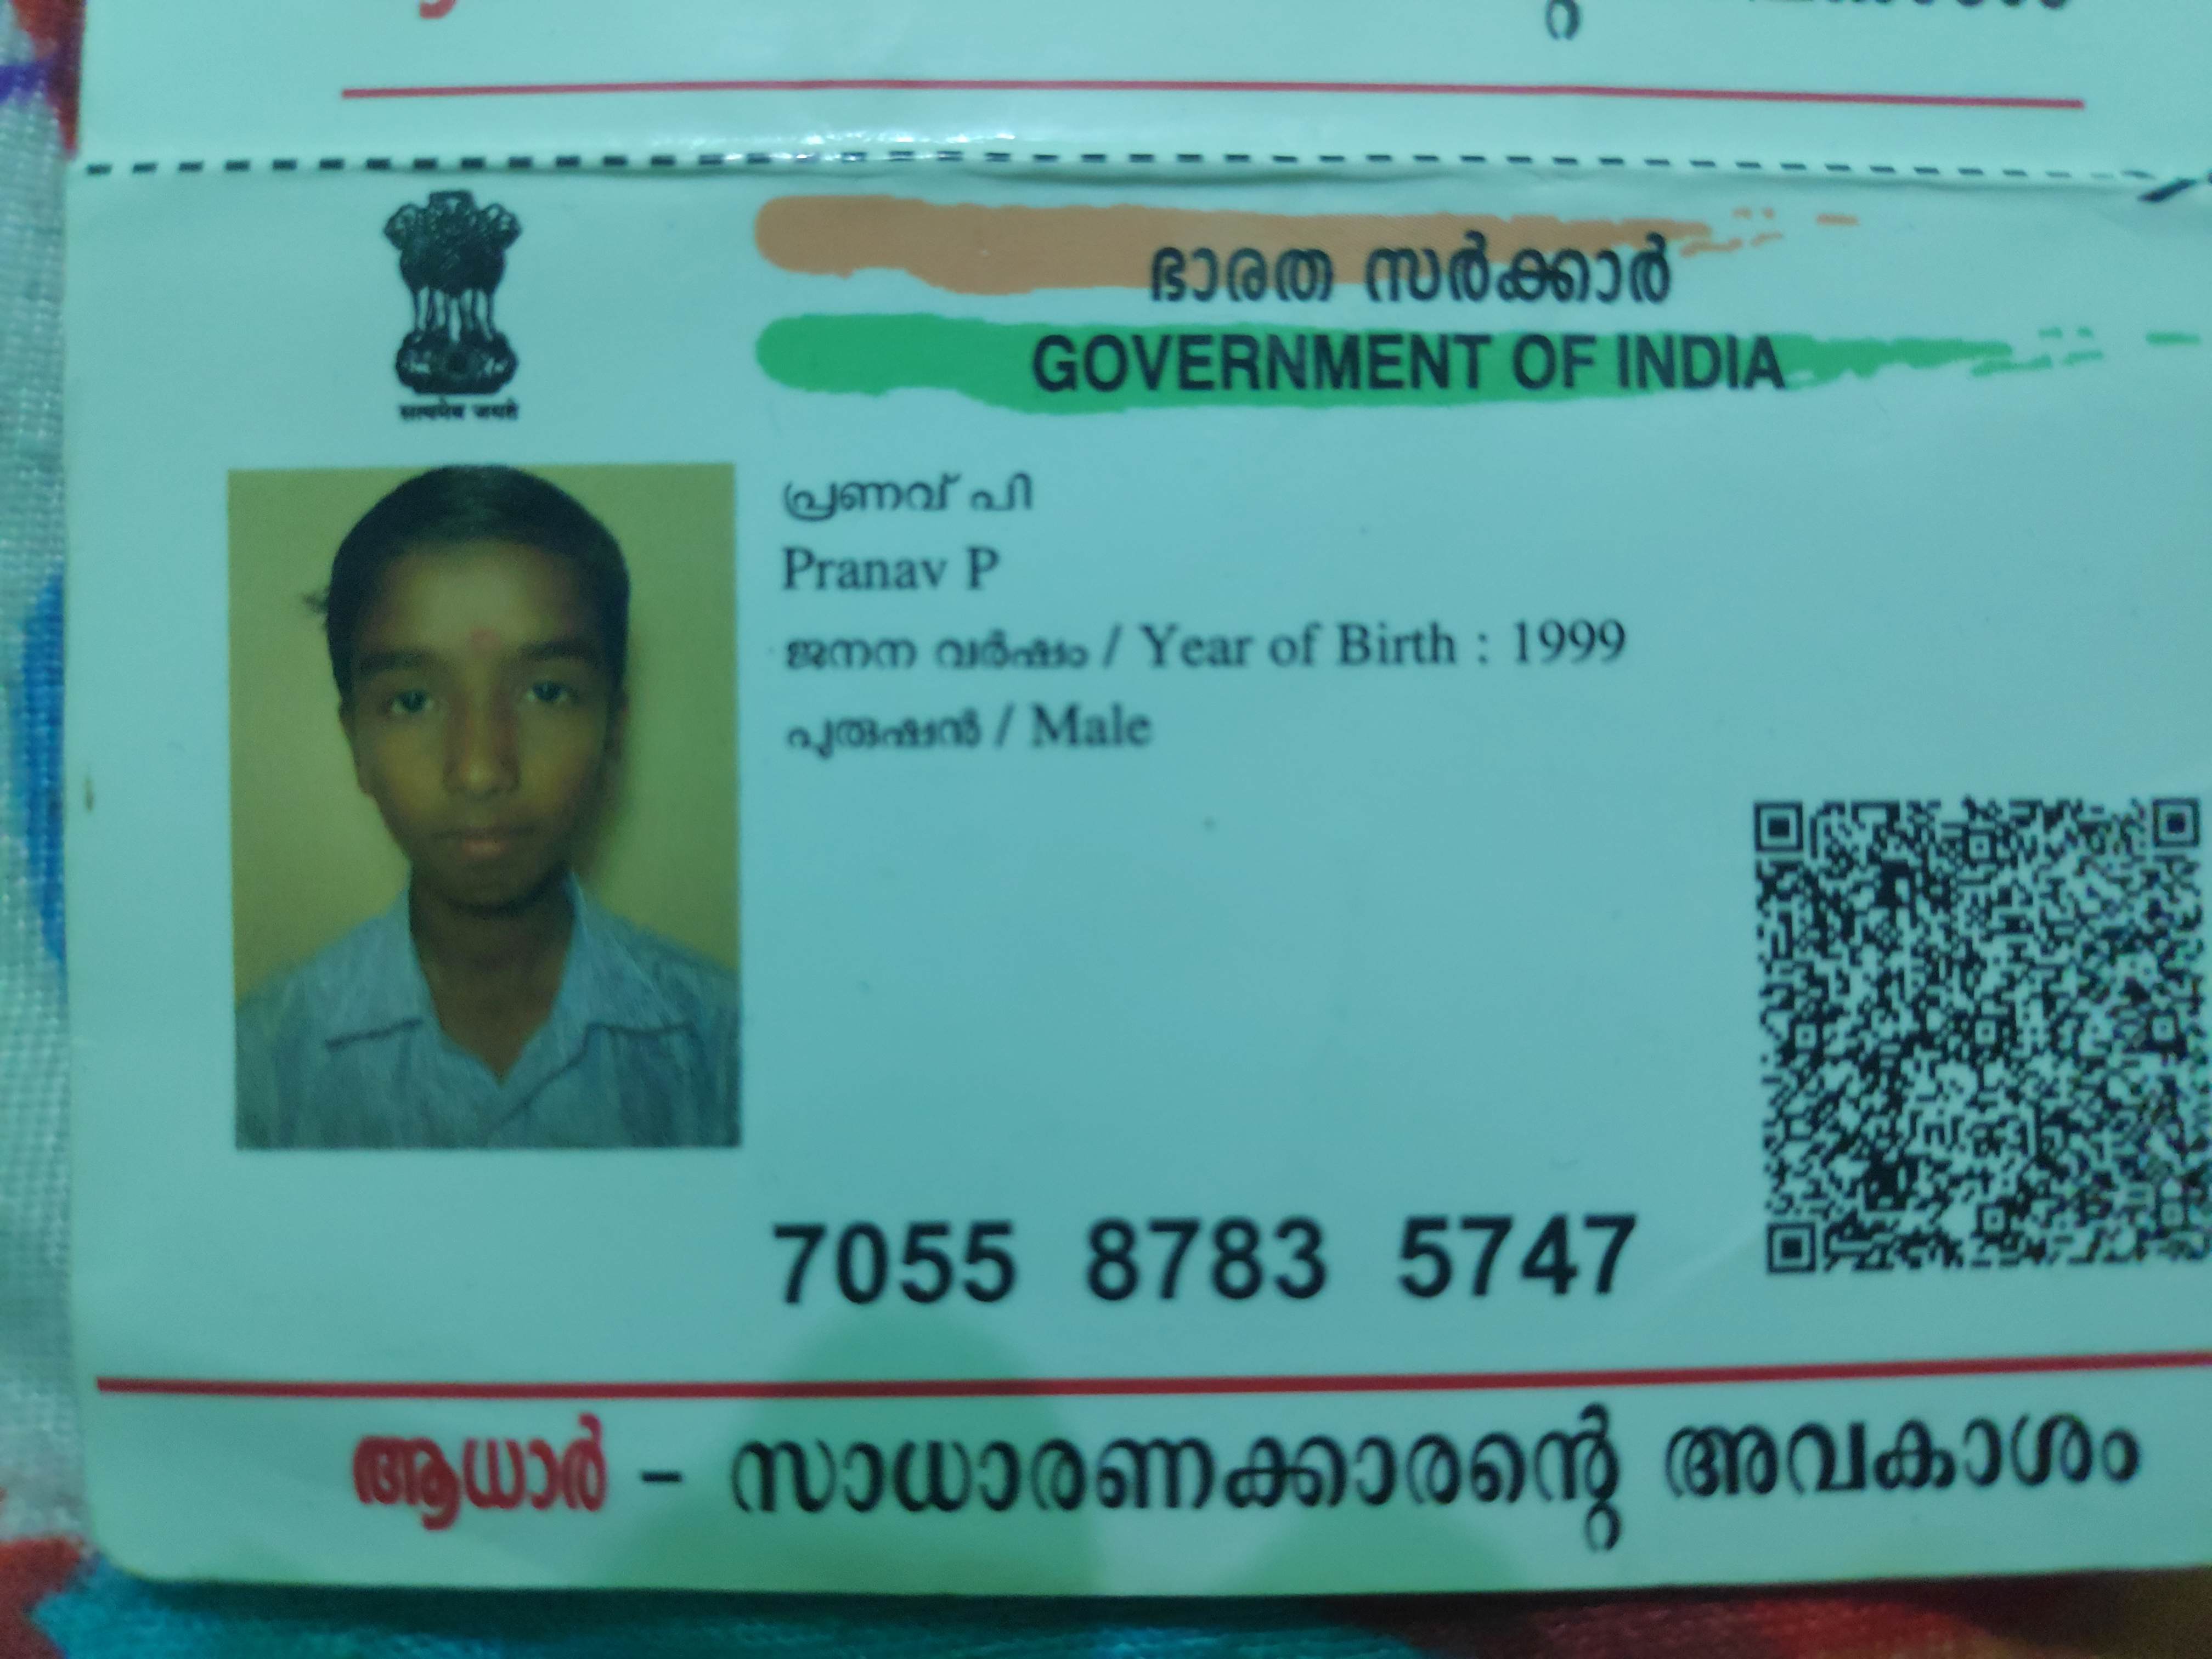 ഭാരത സർക്കാർ
GOVERNMENT OF INDIA
सत्यमेव जयते
പ്രണവ് പി
Pranav P
ജനന വർഷം / Year of Birth : 1999
പുരുഷൻ / Male
7055 8783 5747
ആധാർ - സാധാരണക്കാരന്റെ അവകാശം